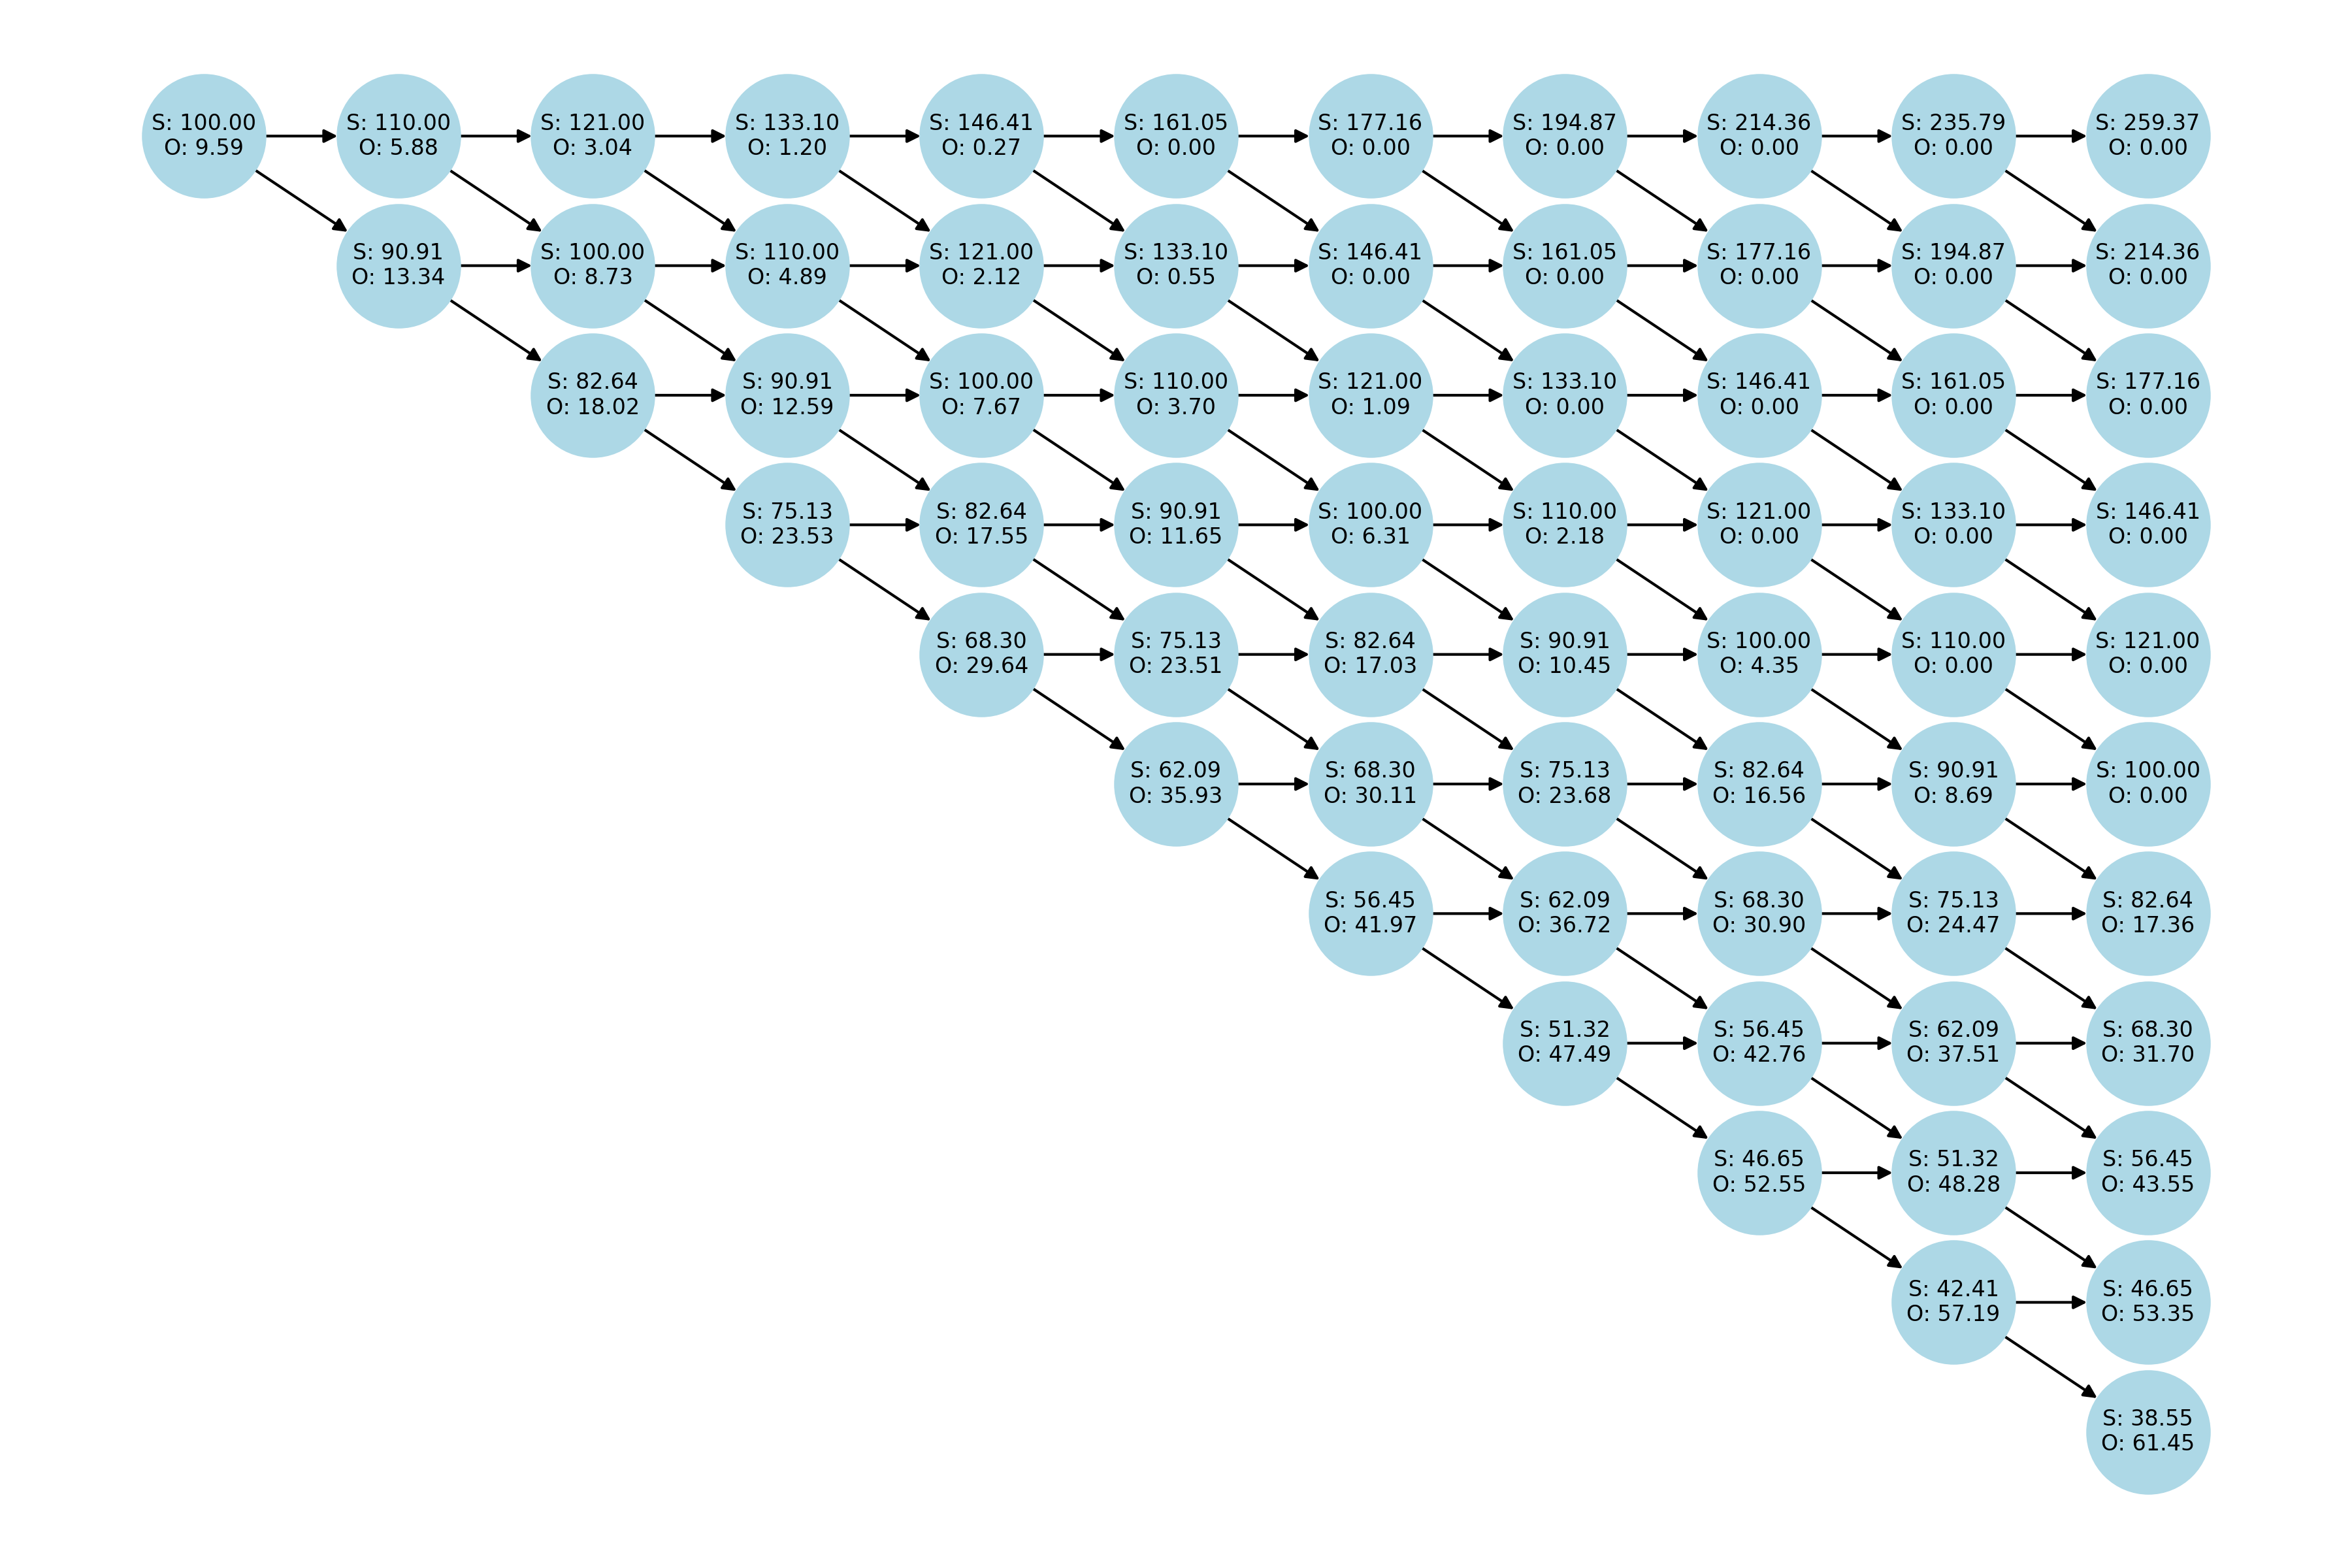 S: 100.00
O: 9.59
S: 110.00
O: 5.88
S: 121.00
O: 3.04
S: 133.10
O: 1.20
S: 146.41
O: 0.27
S: 161.05
O: 0.00
S: 177.16
O: 0.00
S: 194.87
O: 0.00
S: 214.36
O: 0.00
S: 235.79
O: 0.00
S: 259.37
O: 0.00
S: 90.91
O: 13.34
S: 100.00
O: 8.73
S: 110.00
O: 4.89
S: 121.00
O: 2.12
S: 133.10
O: 0.55
S: 146.41
O: 0.00
S: 161.05
O: 0.00
S: 177.16
O: 0.00
S: 194.87
O: 0.00
S: 214.36
O: 0.00
S: 82.64
O: 18.02
S: 90.91
O: 12.59
S: 100.00
O: 7.67
S: 110.00
O: 3.70
S: 121.00
O: 1.09
S: 133.10
O: 0.00
S: 146.41
O: 0.00
S: 161.05
O: 0.00
S: 177.16
O: 0.00
S: 75.13
O: 23.53
S: 82.64
O: 17.55
S: 90.91
O: 11.65
S: 100.00
O: 6.31
S: 110.00
O: 2.18
S: 121.00
O: 0.00
S: 133.10
O: 0.00
S: 146.41
O: 0.00
S: 68.30
O: 29.64
S: 75.13
O: 23.51
S: 82.64
O: 17.03
S: 90.91
O: 10.45
S: 100.00
O: 4.35
S: 110.00
O: 0.00
S: 121.00
O: 0.00
S: 62.09
O: 35.93
S: 68.30
O: 30.11
S: 75.13
O: 23.68
S: 82.64
O: 16.56
S: 90.91
O: 8.69
S: 100.00
O: 0.00
S: 56.45
O: 41.97
S: 62.09
O: 36.72
S: 68.30
O: 30.90
S: 75.13
O: 24.47
S: 82.64
O: 17.36
S: 51.32
O: 47.49
S: 56.45
O: 42.76
S: 62.09
O: 37.51
S: 68.30
O: 31.70
S: 46.65
O: 52.55
S: 51.32
O: 48.28
S: 56.45
O: 43.55
S: 42.41
O: 57.19
S: 46.65
O: 53.35
S: 38.55
O: 61.45